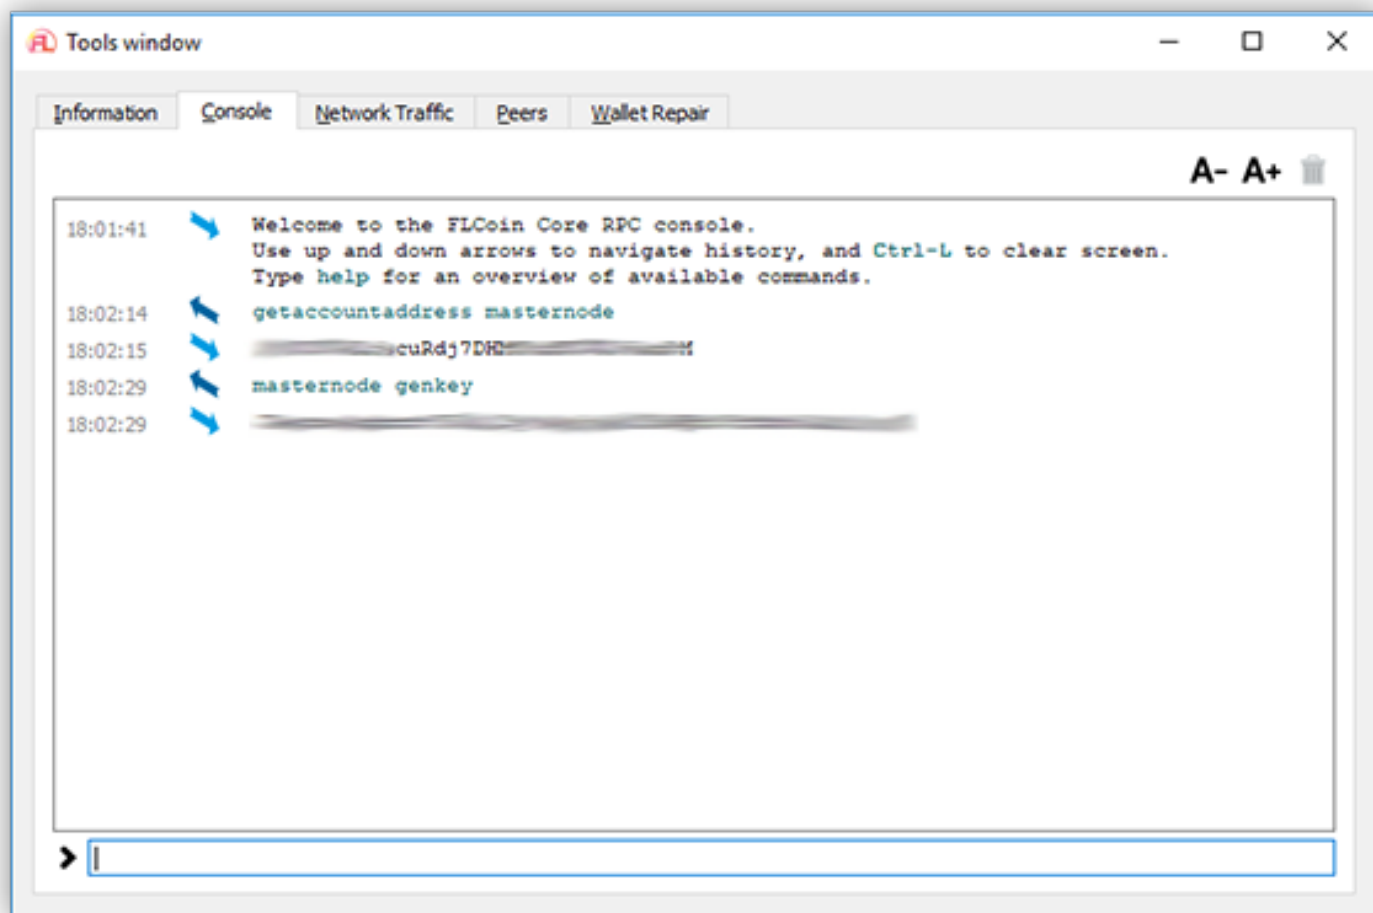 FL Tools window
Information Console Network Traffic Peers Wallet Repair
A- A+
18:01:41 Welcome to the FLCoin Core RPC console.
Use up and down arrows to navigate history, and Ctrl-L to clear screen.
Type help for an overview of available commands.
18:02:14 getaccountaddress masternode
18:02:15 cuRdj7DH
18:02:29 masternode genkey
18:02:29